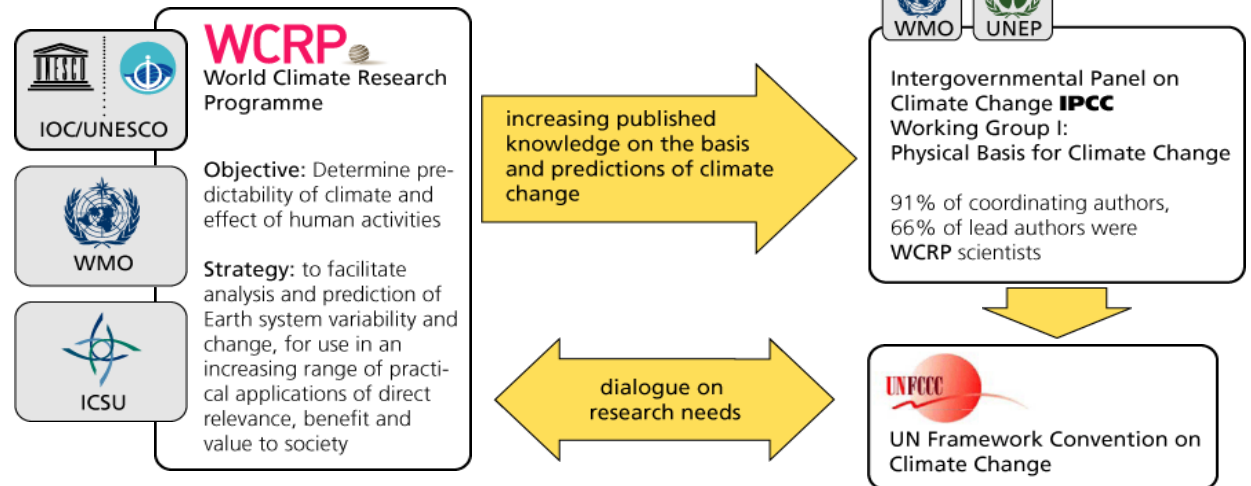 UNESCO
IOC/UNESCO
WMO
ICSU
WCRP
World Climate Research
Programme
Objective: Determine pre-
dictability of climate and
effect of human activities
Strategy: to facilitate
analysis and prediction of
Earth system variability and
change, for use in an
increasing range of practi-
cal applications of direct
relevance, benefit and
value to society
increasing published
knowledge on the basis
and predictions of climate
change
dialogue on
research needs
WMO
UNEP
Intergovernmental Panel on
Climate Change IPCC
Working Group I:
Physical Basis for Climate Change
91% of coordinating authors,
66% of lead authors were
WCRP scientists
UNFCCC
UN Framework Convention on
Climate Change